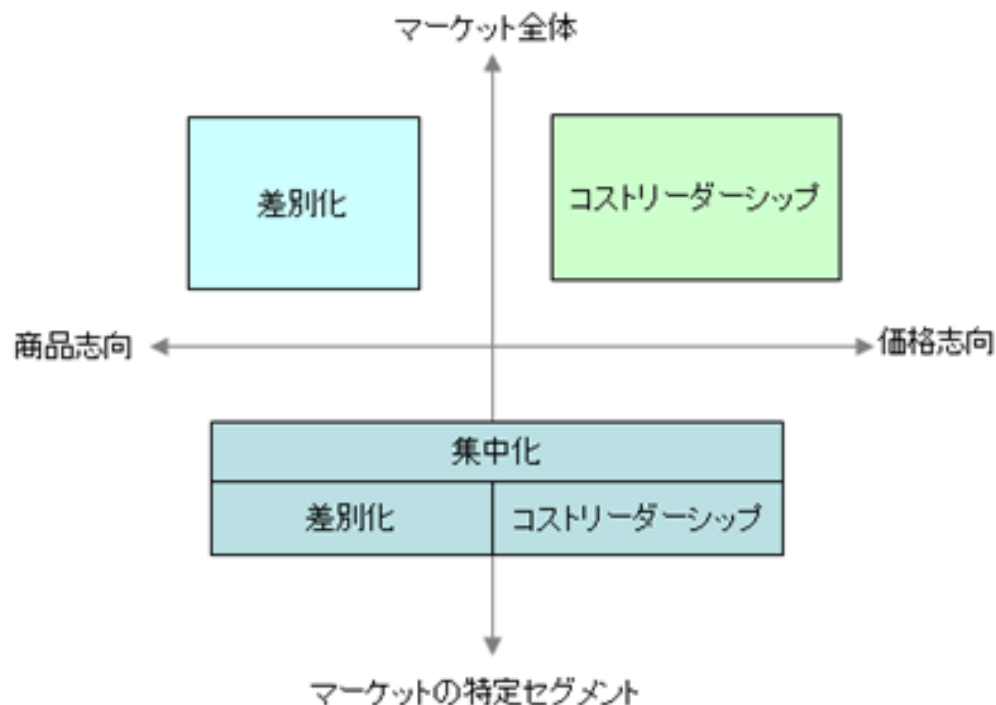 マーケット全体
差別化
コストリーダーシップ
商品志向
価格志向
集中化
差別化
コストリーダーシップ
マーケットの特定セグメント